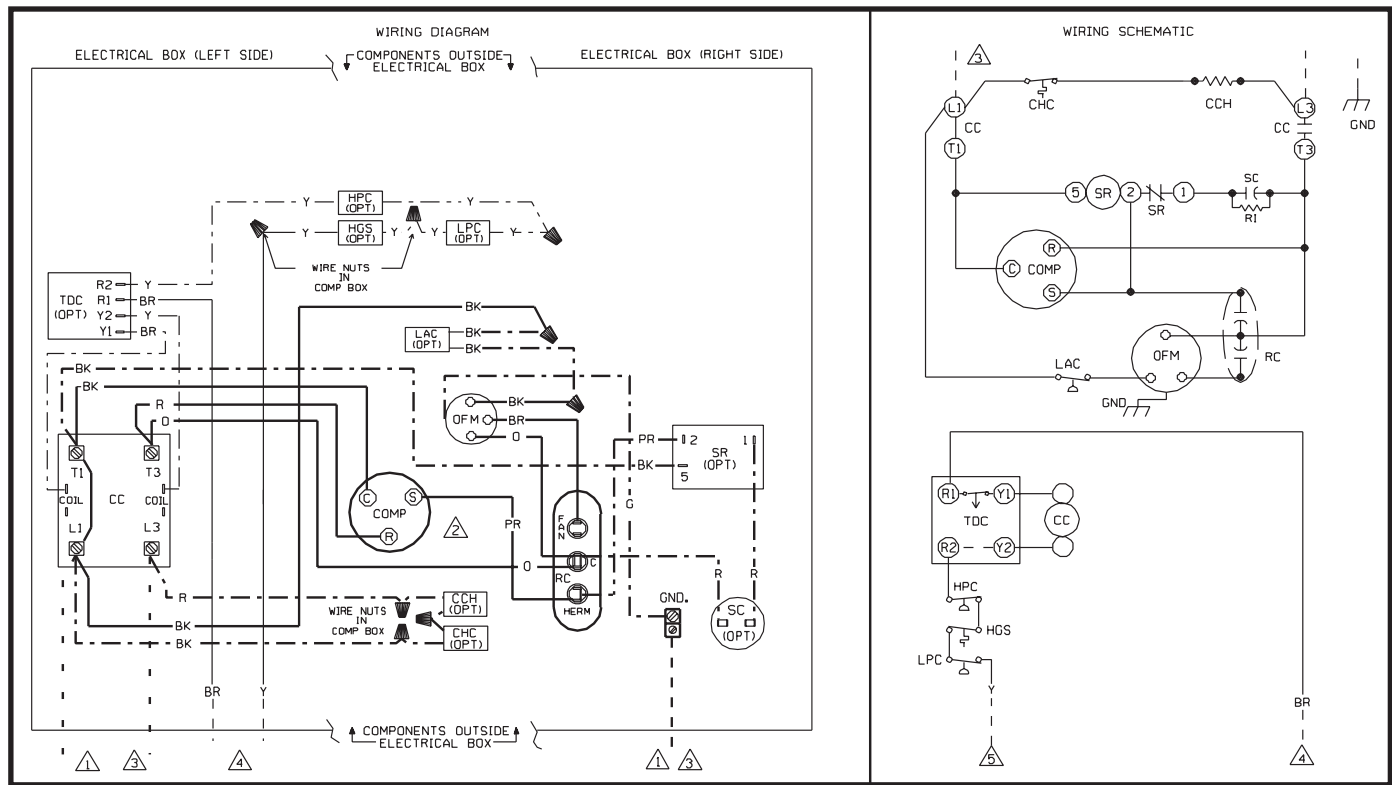 WIRING DIAGRAM
ELECTRICAL BOX (LEFT SIDE)
COMPONENTS OUTSIDE
ELECTRICAL BOX
ELECTRICAL BOX (RIGHT SIDE)
Y
HPC
(OPT)
Y
Y
HGS
(OPT)
Y
Y
LPC
(OPT)
Y
WIRE NUTS
IN
COMP BOX
TDC
(OPT)
R2
Y
R1
BR
Y2
Y
Y1
BR
BK
LAC
(OPT)
BK
BK
BK
BK
R
O
OFM
BK
BR
O
PR
2
1
SR
(OPT)
BK
5
T1
T3
COIL
CC
COIL
L1
L3
C
S
COMP
R
2
PR
G
FAN
C
RC
HERM
O
R
R
SC
(OPT)
GND.
R
WIRE NUTS
IN
COMP BOX
CCH
(OPT)
CHC
(OPT)
BK
BK
BR
Y
COMPONENTS OUTSIDE
ELECTRICAL BOX
1
3
4
1
3
WIRING SCHEMATIC
3
CHC
CCH
L1
CC
T1
L3
CC
T3
GND
5
SR
2
SR
1
SC
R1
R
C
COMP
S
OFM
RC
LAC
GND
R1
Y1
TDC
CC
R2
Y2
HPC
HGS
LPC
Y
BR
5
4